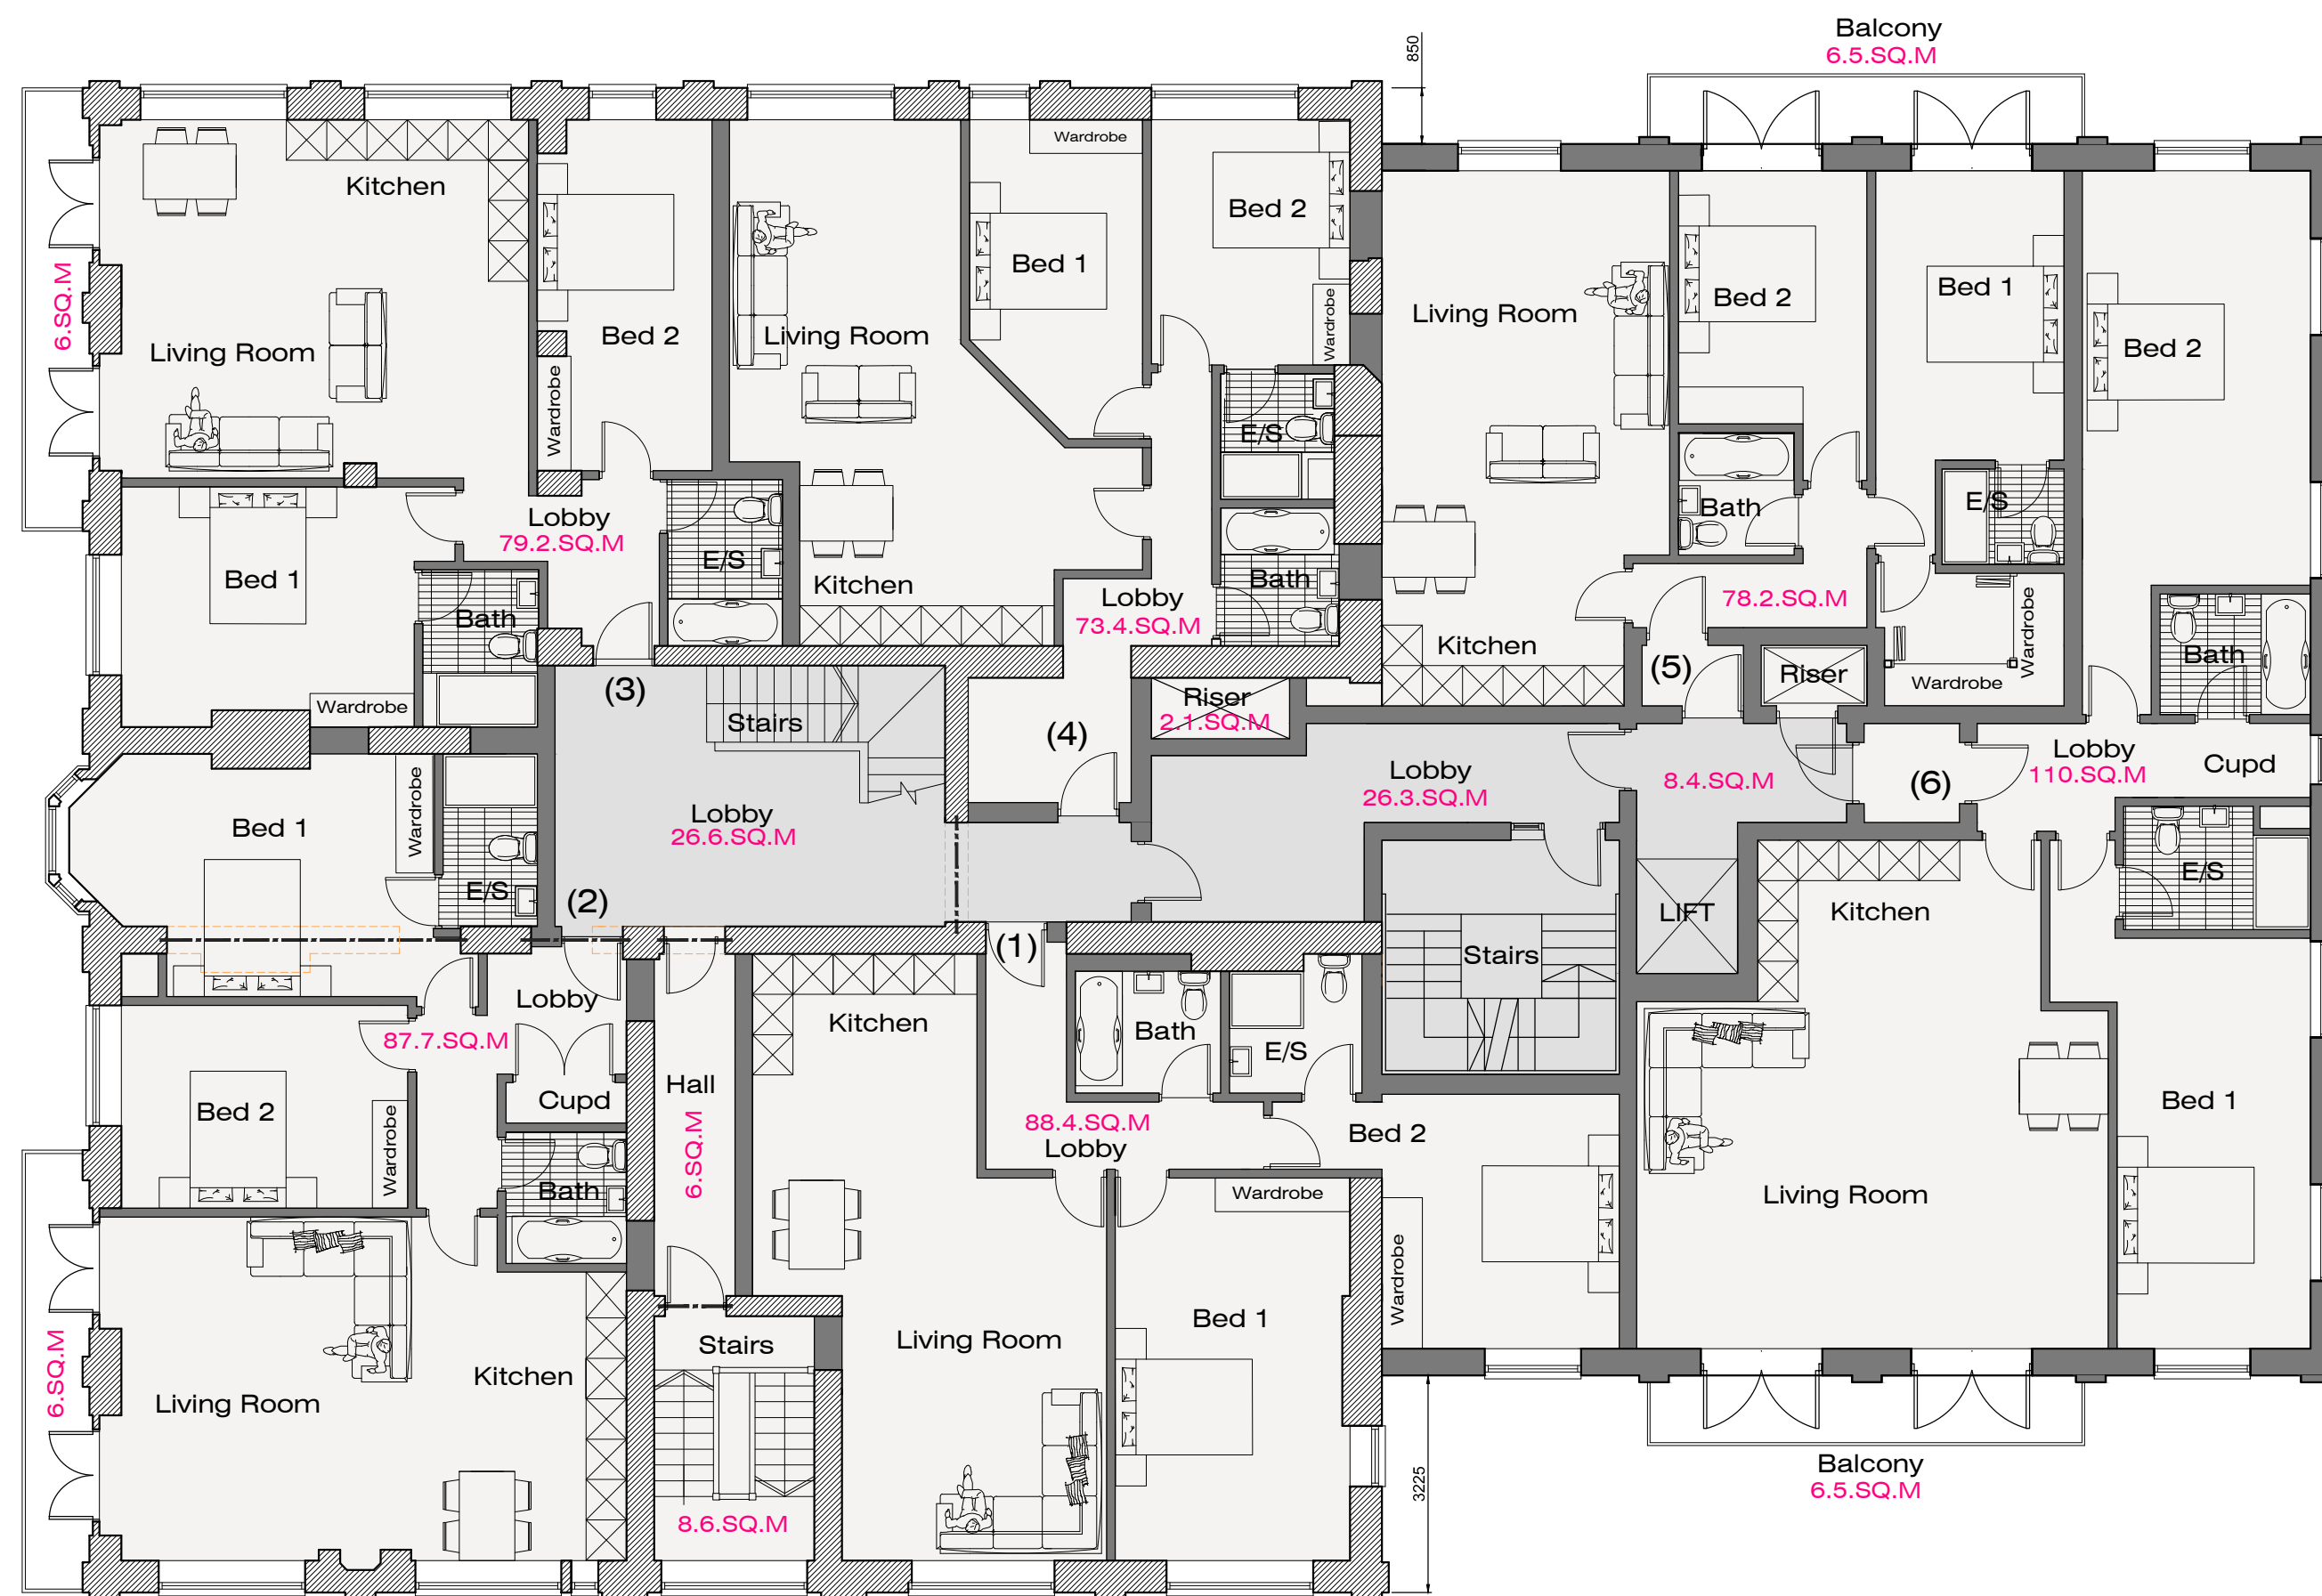 Balcony
6.5.SQ.M
850
Kitchen
Living Room
6.SQ.M
Bed 2
Wardrobe
Living Room
Kitchen
Bed 1
Wardrobe
Bed 2
Wardrobe
E/S
Bath
Lobby
73.4.SQ.M
Living Room
Kitchen
Bed 2
Bath
Bed 1
E/S
78.2.SQ.M
Wardrobe
Wardrobe
Bed 2
Bath
Lobby
79.2.SQ.M
E/S
Bed 1
Bath
Wardrobe
(3)
Stairs
(4)
Riser
2.1.SQ.M
(5)
Riser
Lobby
26.6.SQ.M
Lobby
26.3.SQ.M
8.4.SQ.M
(6)
Lobby
110.SQ.M
Cupd
Bed 1
Wardrobe
E/S
(2)
(1)
Stairs
LIFT
Kitchen
E/S
Lobby
87.7.SQ.M
Cupd
Bed 2
Wardrobe
Bath
Hall
6.SQ.M
Kitchen
Bath
E/S
88.4.SQ.M
Lobby
Bed 2
Wardrobe
Wardrobe
Living Room
Bed 1
6.SQ.M
Living Room
Kitchen
Stairs
8.6.SQ.M
Living Room
Bed 1
3225
Balcony
6.5.SQ.M